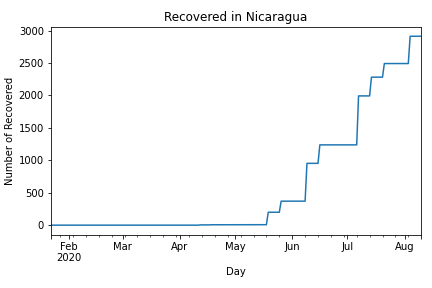 Recovered in Nicaragua
Number of Recovered
3000
2500
2000
1500
1000
500
0
Feb Mar Apr May Jun Jul Aug
2020
Day